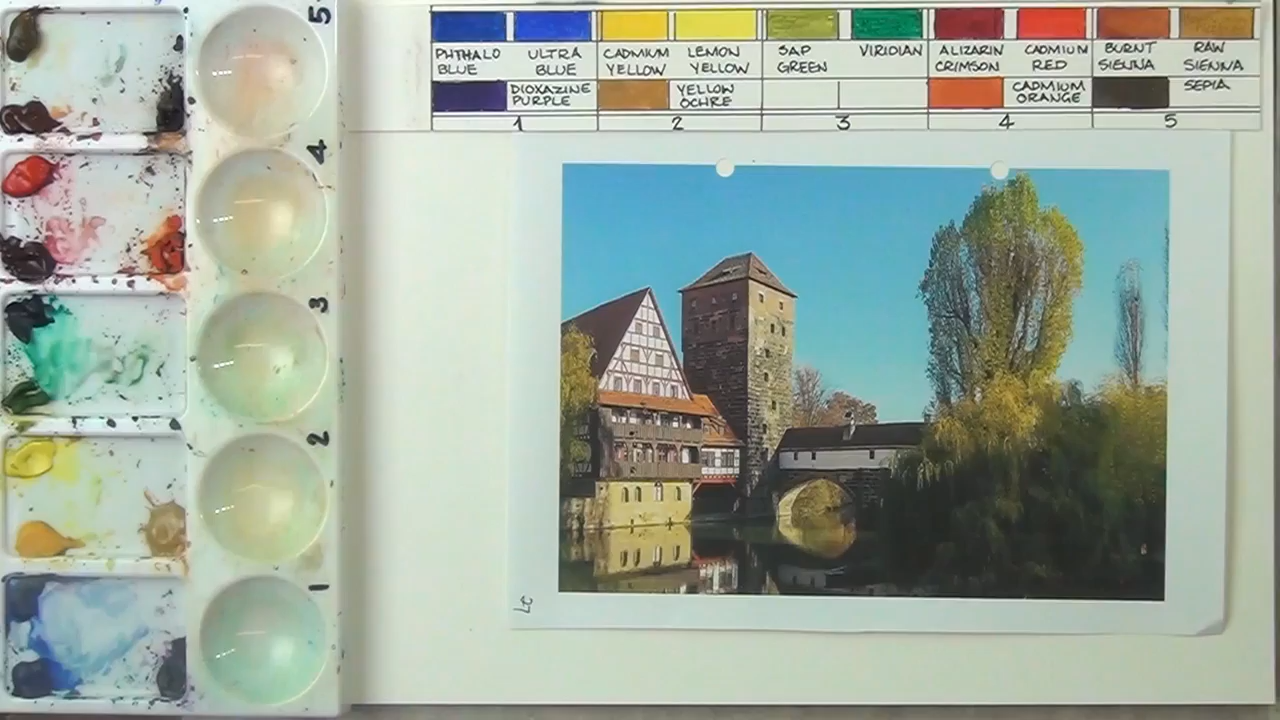 PHTHALO BLUE
ULTRA BLUE
CADMIUM YELLOW
LEMON YELLOW
SAP GREEN
VIRIDIAN
ALIZARIN CRIMSON
CADMIUM RED
BURNT SIENNA
RAW SIENNA
DIOXAZINE PURPLE
YELLOW OCHRE
CADMIUM ORANGE
SEPIA
1 2 3 4 5
5
4
3
2
1